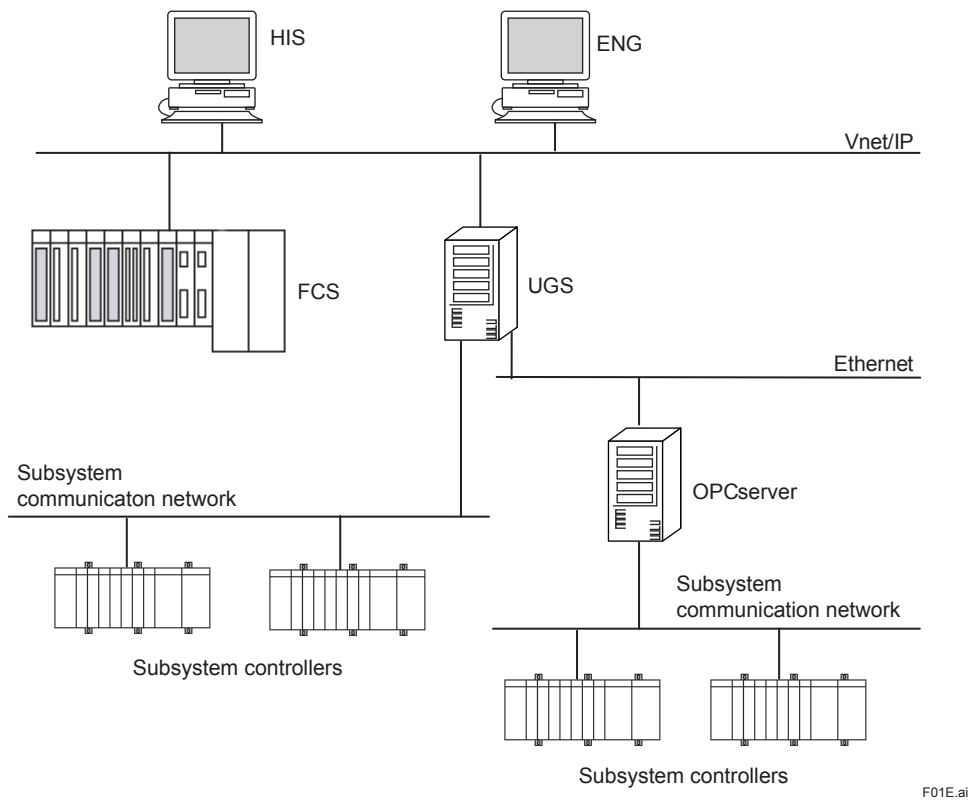 HIS
ENG
Vnet/IP
FCS
UGS
Ethernet
Subsystem
communicaton network
OPCserver
Subsystem
communication network
Subsystem controllers
Subsystem controllers
F01E.ai